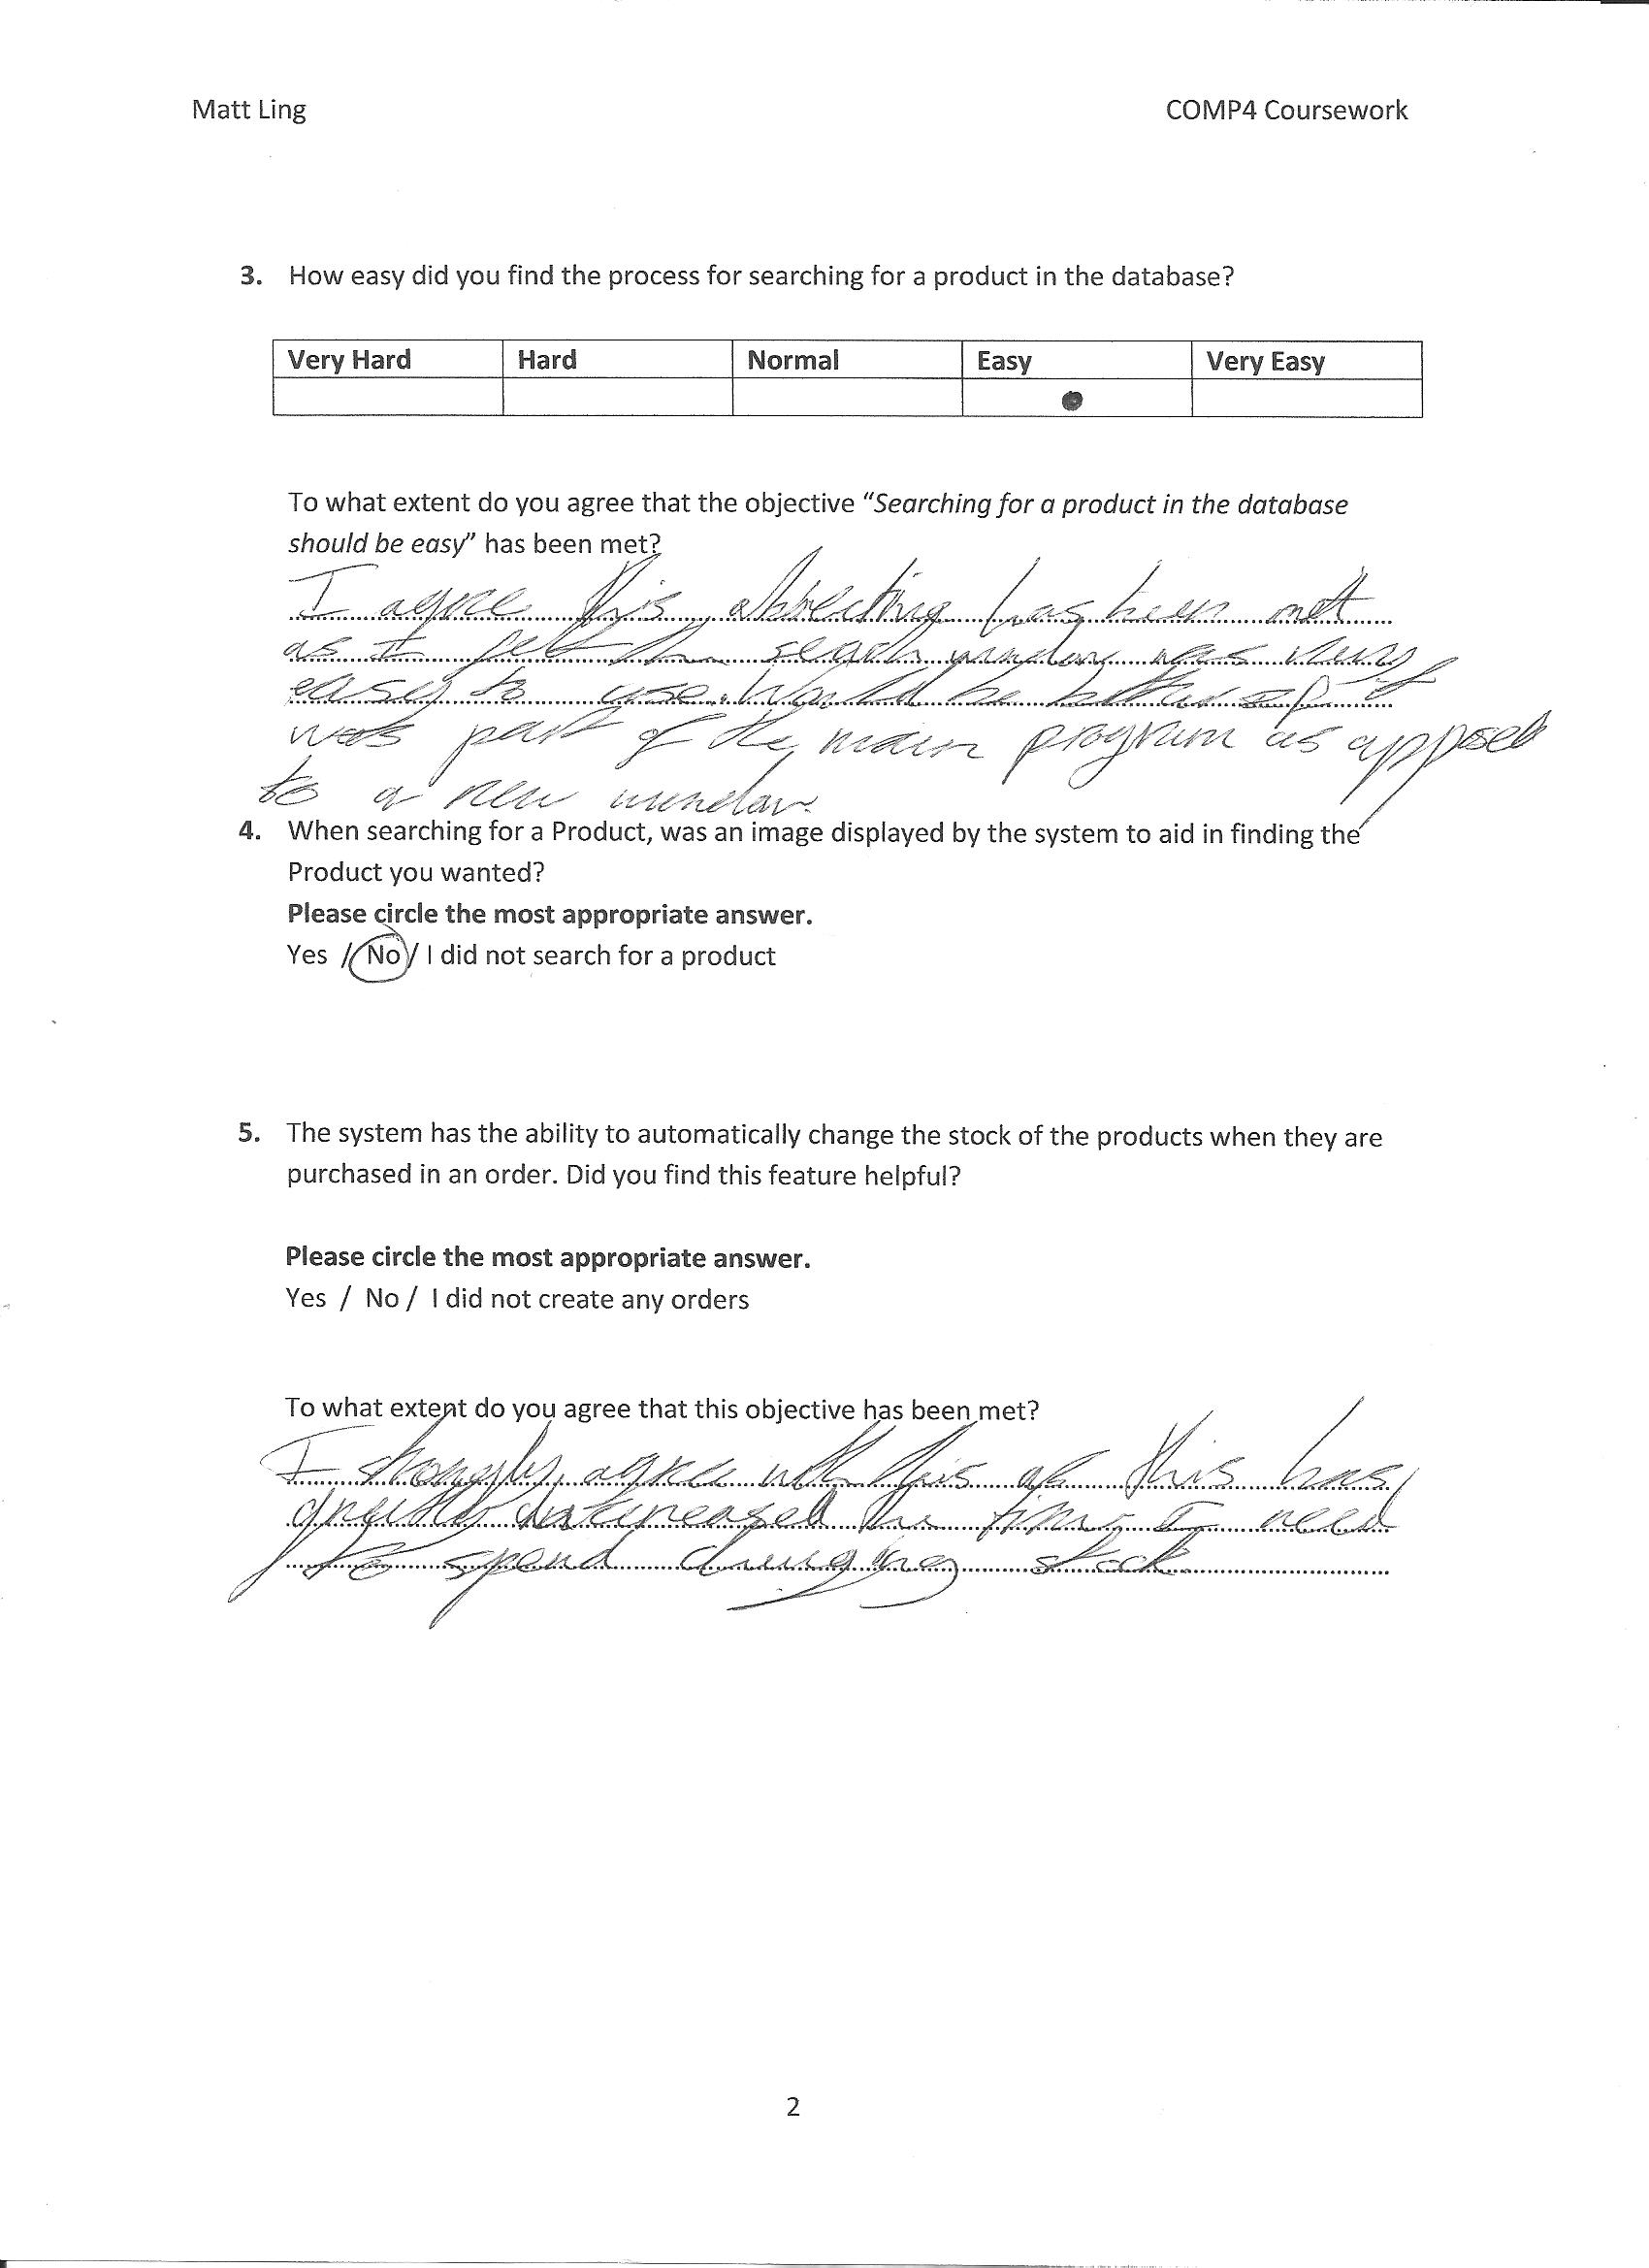 Matt Ling
COMP4 Coursework
3. How easy did you find the process for searching for a product in the database?
Very Hard Hard Normal Easy Very Easy
To what extent do you agree that the objective “Searching for a product in the database
should be easy” has been met?
I agree this has been met
as I felt the search window was very
easy to use. Would be better if
was part of the main program as opposed
to a new window.
4. When searching for a Product, was an image displayed by the system to aid in finding the
Product you wanted?
Please circle the most appropriate answer.
Yes / No / I did not search for a product
5. The system has the ability to automatically change the stock of the products when they are
purchased in an order. Did you find this feature helpful?
Please circle the most appropriate answer.
Yes / No / I did not create any orders
To what extent do you agree that this objective has been met?
I strongly agree with this as this has
greatly the time I need
to spend changing stock
2